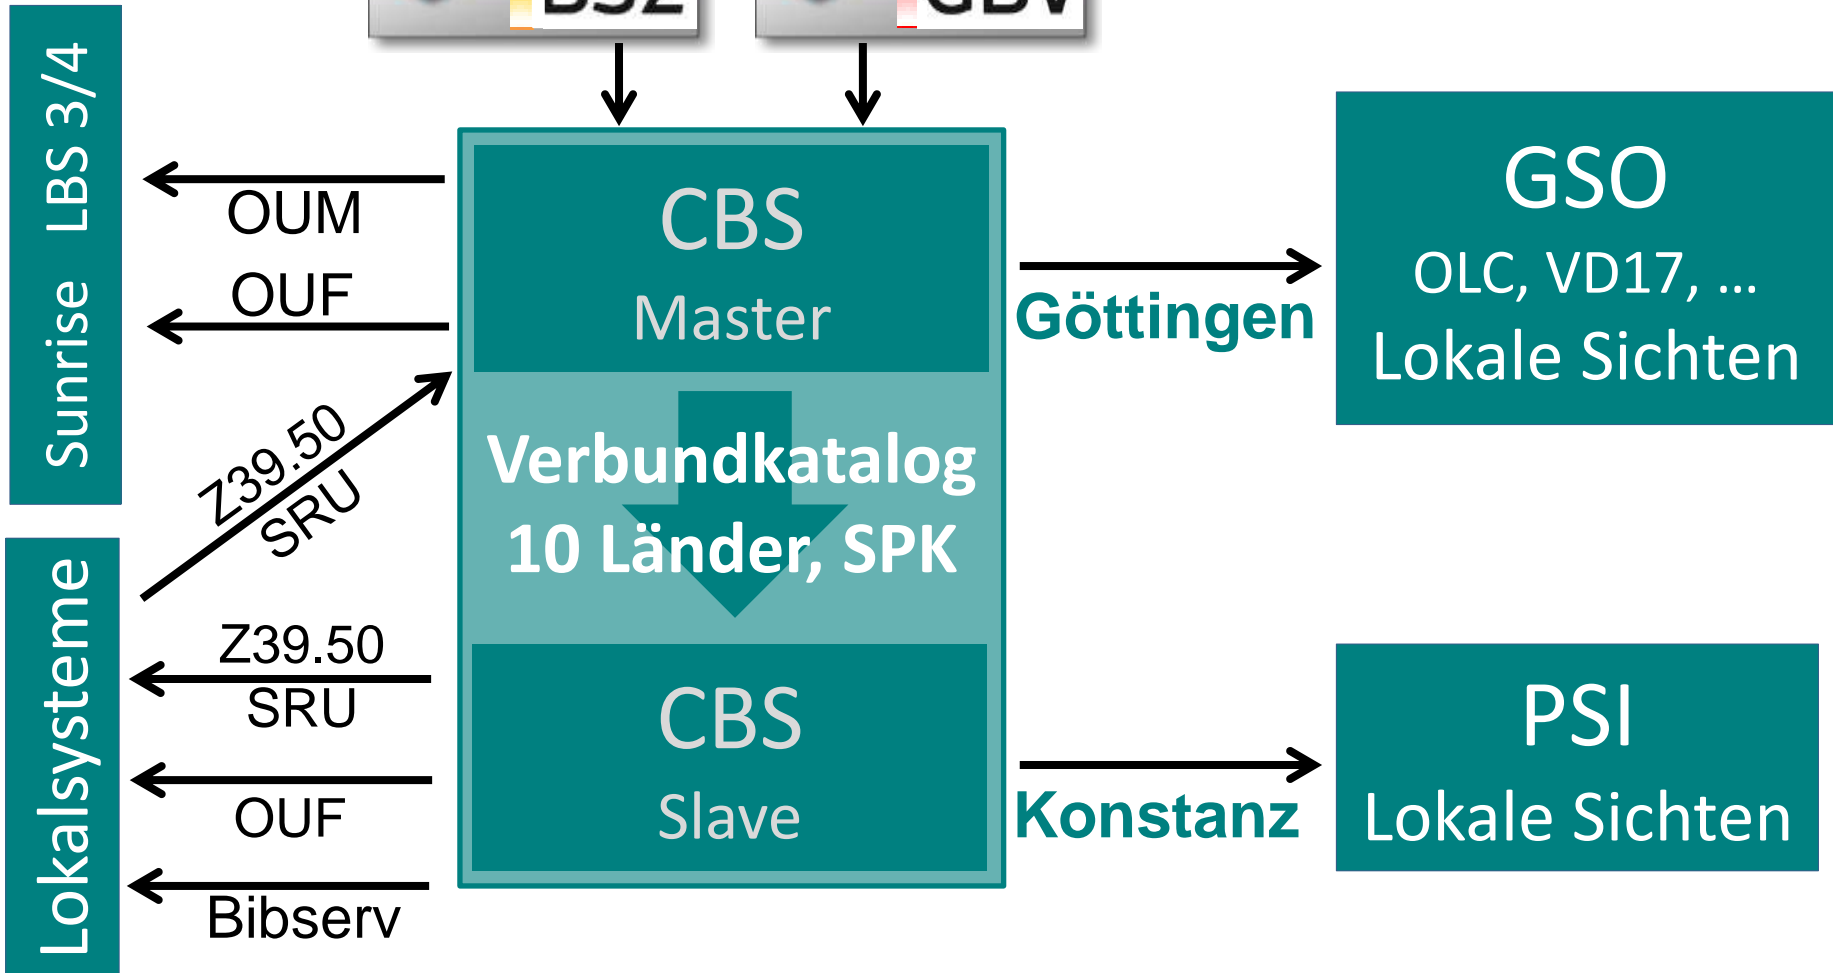 BSZ
GBV
Sunrise LBS 3/4
OUM
OUF
Z39.50
SRU
CBS
Master
Göttingen
GSO
OLC, VD17, ...
Lokale Sichten
Verbundkatalog
10 Länder, SPK
Lokalsysteme
Z39.50
SRU
OUF
Bibserv
CBS
Slave
Konstanz
PSI
Lokale Sichten